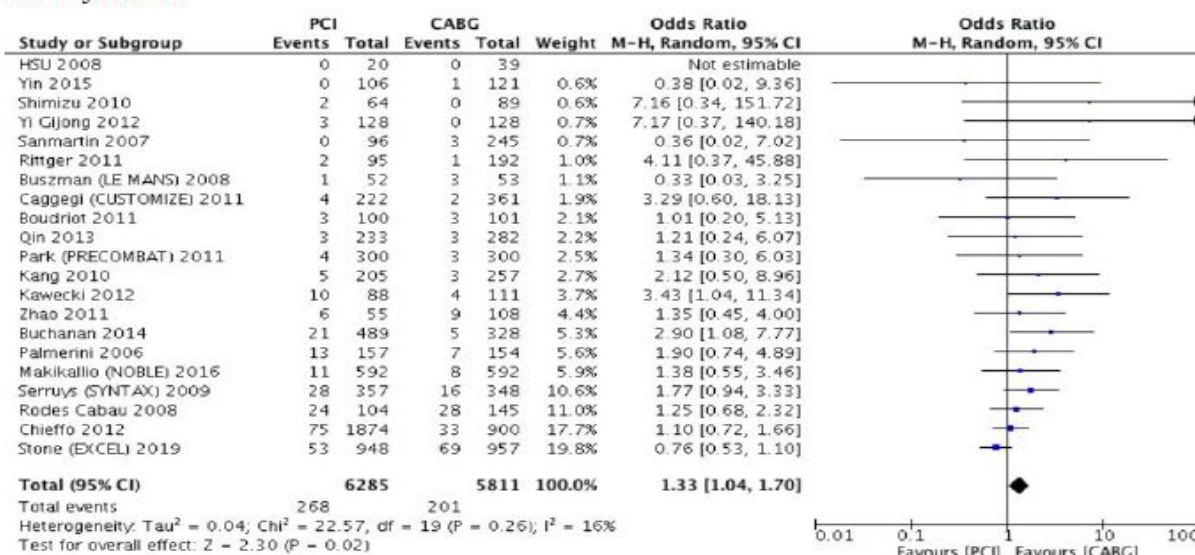 PCI CABG Odds Ratio Odds Ratio
Study or Subgroup Events Total Events Total Weight M-H, Random, 95% CI M-H, Random, 95% CI
HSU 2008 0 20 0 39 Not estimable
Yin 2015 0 106 1 121 0.6% 0.38 [0.02, 9.36]
Shimizu 2010 2 64 0 89 0.6% 7.16 [0.34, 151.72]
Yi Gijong 2012 3 128 0 128 0.7% 7.17 [0.37, 140.18]
Sanmartin 2007 0 96 3 245 0.7% 0.36 [0.02, 7.02]
Rittger 2011 2 95 1 192 1.0% 4.11 [0.37, 45.88]
Buszman (LE MANS) 2008 1 52 3 53 1.1% 0.33 [0.03, 3.25]
Caggegi (CUSTOMIZE) 2011 4 222 2 361 1.9% 3.29 [0.60, 18.13]
Boudriot 2011 3 100 3 101 2.1% 1.01 [0.20, 5.13]
Qin 2013 3 233 3 282 2.2% 1.21 [0.24, 6.07]
Park (PRECOMBAT) 2011 4 300 3 300 2.5% 1.34 [0.30, 6.03]
Kang 2010 5 205 3 257 2.7% 2.12 [0.50, 8.96]
Kawecki 2012 10 88 4 111 3.7% 3.43 [1.04, 11.34]
Zhao 2011 6 55 9 108 4.4% 1.35 [0.45, 4.00]
Buchanan 2014 21 489 5 328 5.3% 2.90 [1.08, 7.77]
Palmerini 2006 13 157 7 154 5.6% 1.90 [0.74, 4.89]
Makikallio (NOBLE) 2016 11 592 8 592 5.9% 1.38 [0.55, 3.46]
Serruys (SYNTAX) 2009 28 357 16 348 10.6% 1.77 [0.94, 3.33]
Rodes Cabau 2008 24 104 28 145 11.0% 1.25 [0.68, 2.32]
Chieffo 2012 75 1874 33 900 17.7% 1.10 [0.72, 1.66]
Stone (EXCEL) 2019 53 948 69 957 19.8% 0.76 [0.53, 1.10]
Total (95% CI) 6285 5811 100.0% 1.33 [1.04, 1.70]
Total events 268 201
Heterogeneity: Tau² = 0.04; Chi² = 22.57, df = 19 (P = 0.26); I² = 16%
Test for overall effect: Z = 2.30 (P = 0.02)
0.01 0.1 1 10 100
Favours [PCI] Favours [CABG]